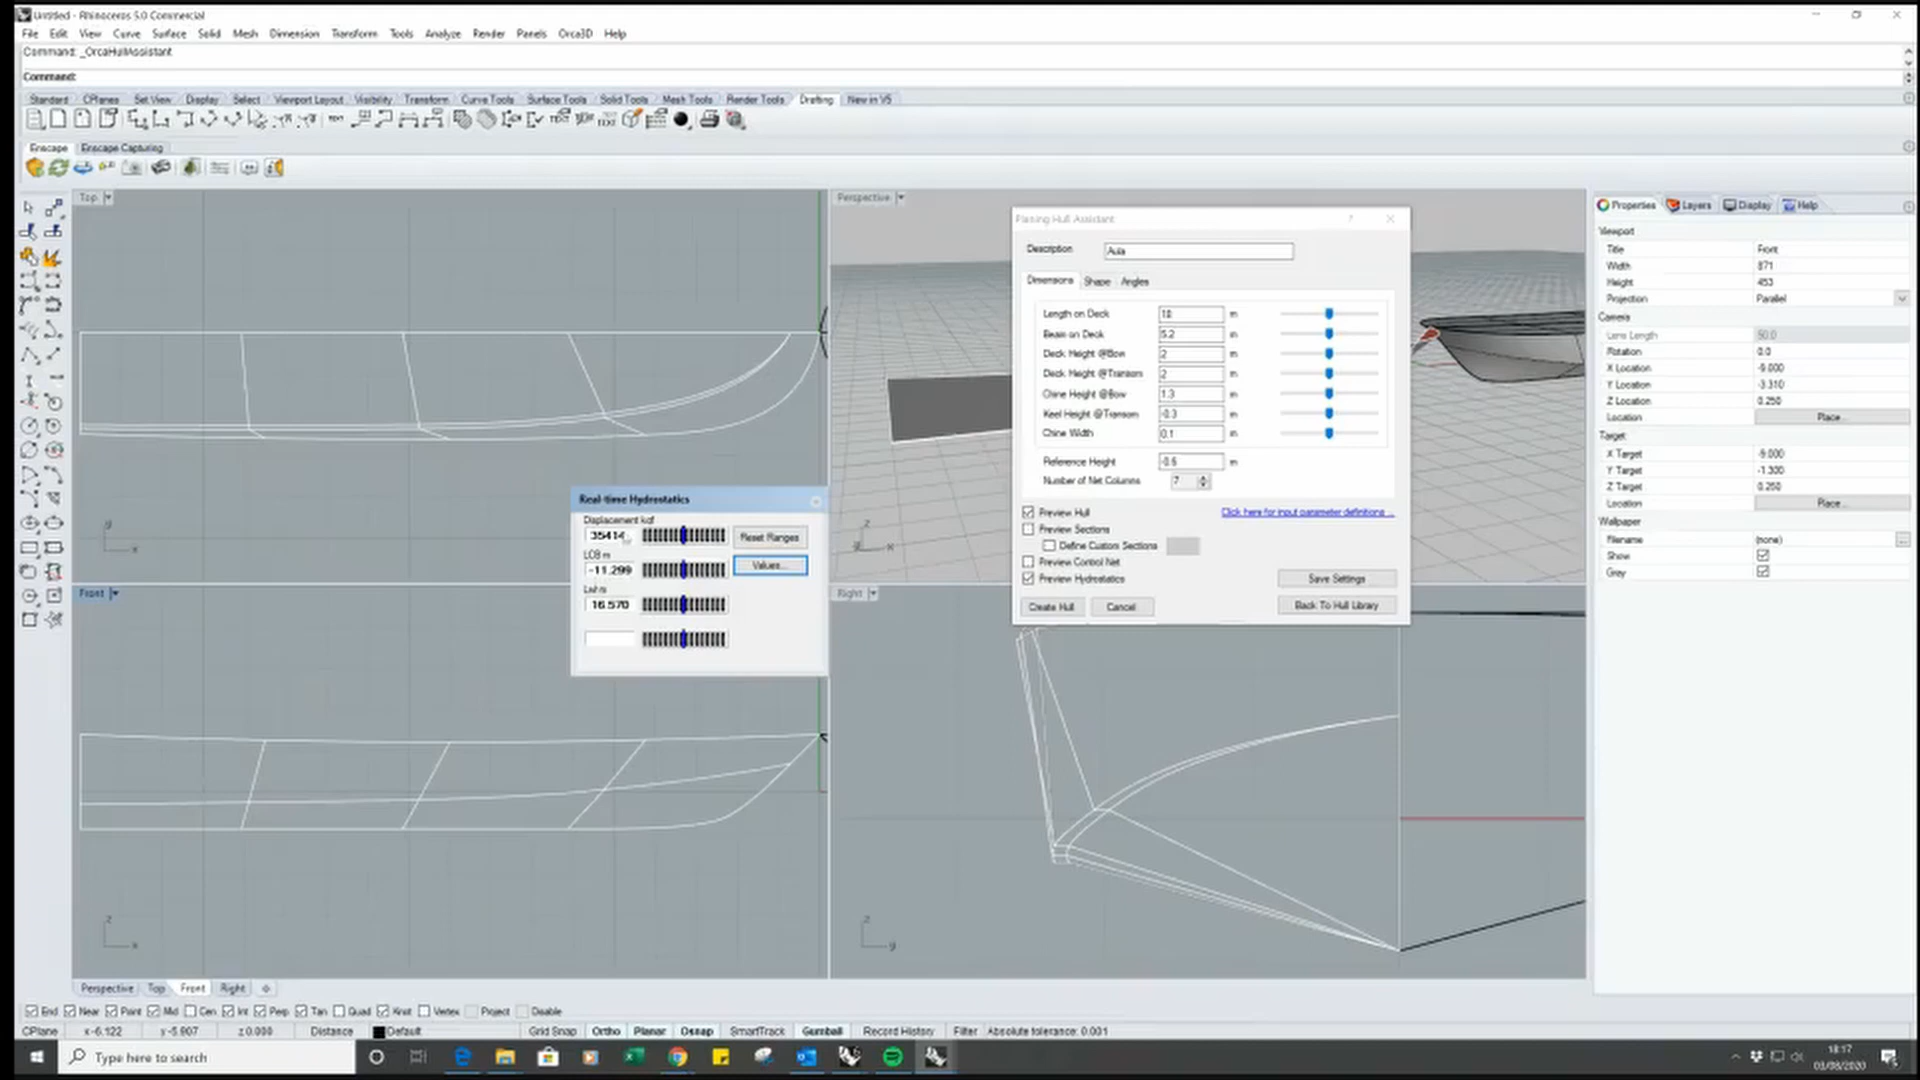 Untitled - Rhinoceros 5.0 Commercial
File Edit View Curve Surface Solid Mesh Dimension Transform Tools Analyze Render Panels Orca3D Help
Command: _OrcaHullAssistant
Command:
Standard CPlanes Set View Display Select Viewport Layout Visibility Transform Curve Tools Surface Tools Solid Tools Mesh Tools Render Tools Drafting New in V5
Enscape Enscape Capturing
Top
Perspective
Planing Hull Assistant
Description Aula
Dimensions Shape Angles
Length on Deck 18 m
Beam on Deck 5.2 m
Deck Height @Bow 2 m
Deck Height @Transom 2 m
Chine Height @Bow 1.3 m
Keel Height @Transom -0.3 m
Chine Width 0.1 m
Reference Height -0.6 m
Number of Net Columns 7
Preview Hull Click here for input parameter definitions ...
Preview Sections
Define Custom Sections
Preview Control Net
Preview Hydrostatics Save Settings
Create Hull Cancel Back To Hull Library
Real-time Hydrostatics
Displacement kgf
35414 Reset Ranges
LCB m
-11.299 Values...
Lwl m
16.570
Front
Right
Properties Layers Display Help
Viewport
Title Front
Width 871
Height 453
Projection Parallel
Camera
Lens Length 50.0
Rotation 0.0
X Location -9.000
Y Location -3.310
Z Location 0.250
Location Place...
Target
X Target -9.000
Y Target -1.300
Z Target 0.250
Location Place...
Wallpaper
Filename (none) ...
Show
Gray
y x
z x
z y
Perspective Top Front Right
End Near Point Mid Cen Int Perp Tan Quad Knot Vertex Project Disable
CPlane x -6.122 y -5.907 z 0.000 Distance Default Grid Snap Ortho Planar Osnap SmartTrack Gumball Record History Filter Absolute tolerance: 0.001
Type here to search
18:17
03/08/2020